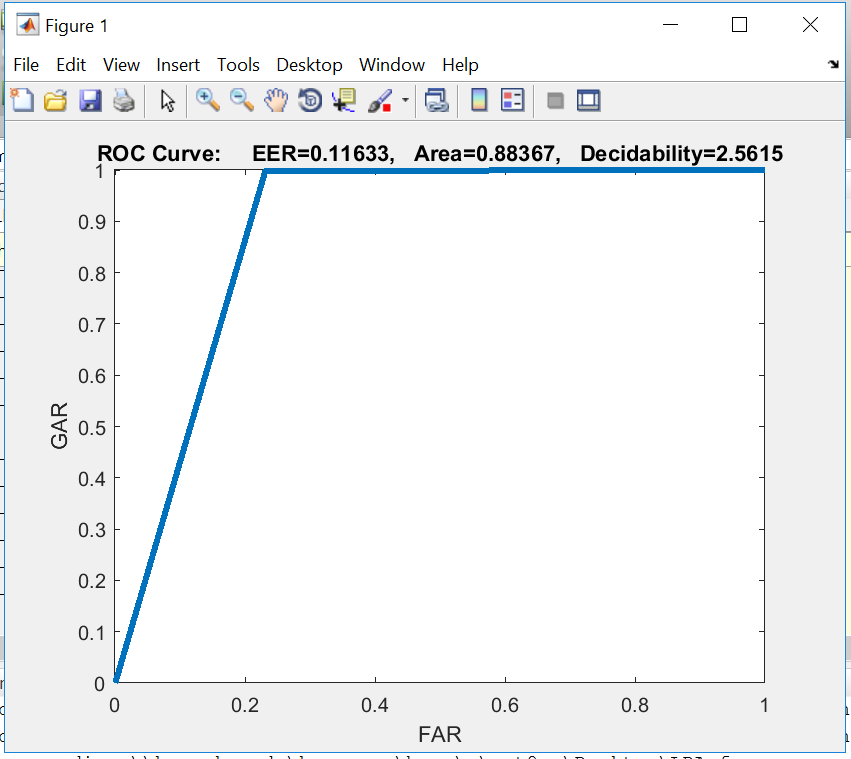 Figure 1
File Edit View Insert Tools Desktop Window Help
ROC Curve: EER=0.11633, Area=0.88367, Decidability=2.5615
1
0.9
0.8
0.7
0.6
0.5
0.4
0.3
0.2
0.1
0
GAR
0 0.2 0.4 0.6 0.8 1
FAR